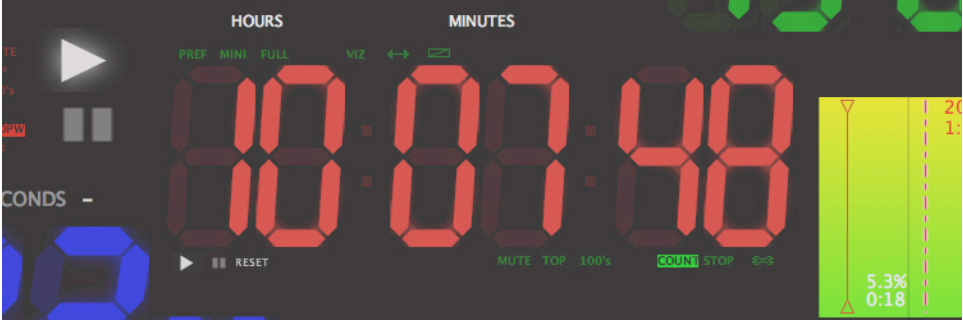 HOURS MINUTES
PREF MINI FULL VIZ
10:07:48
RESET MUTE TOP 100's COUNT STOP
5.3%
0:18